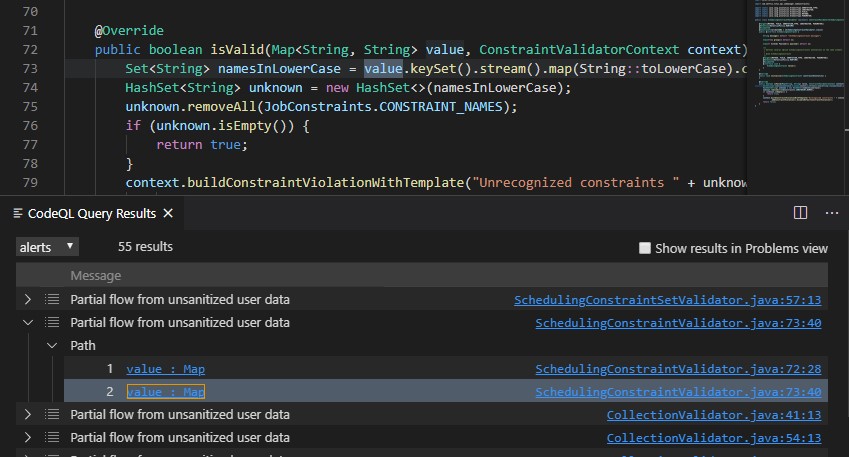 70
71 @Override
72 public boolean isValid(Map<String, String> value, ConstraintValidatorContext context)
73 Set<String> namesInLowerCase = value.keySet().stream().map(String::toLowerCase).c
74 HashSet<String> unknown = new HashSet<>(namesInLowerCase);
75 unknown.removeAll(JobConstraints.CONSTRAINT_NAMES);
76 if (unknown.isEmpty()) {
77 return true;
78 }
79 context.buildConstraintViolationWithTemplate("Unrecognized constraints " + unknow
CodeQL Query Results
alerts 55 results Show results in Problems view
Message
Partial flow from unsanitized user data SchedulingConstraintSetValidator.java:57:13
Partial flow from unsanitized user data SchedulingConstraintValidator.java:73:40
Path
1 value : Map SchedulingConstraintValidator.java:72:28
2 value : Map SchedulingConstraintValidator.java:73:40
Partial flow from unsanitized user data CollectionValidator.java:41:13
Partial flow from unsanitized user data CollectionValidator.java:54:13